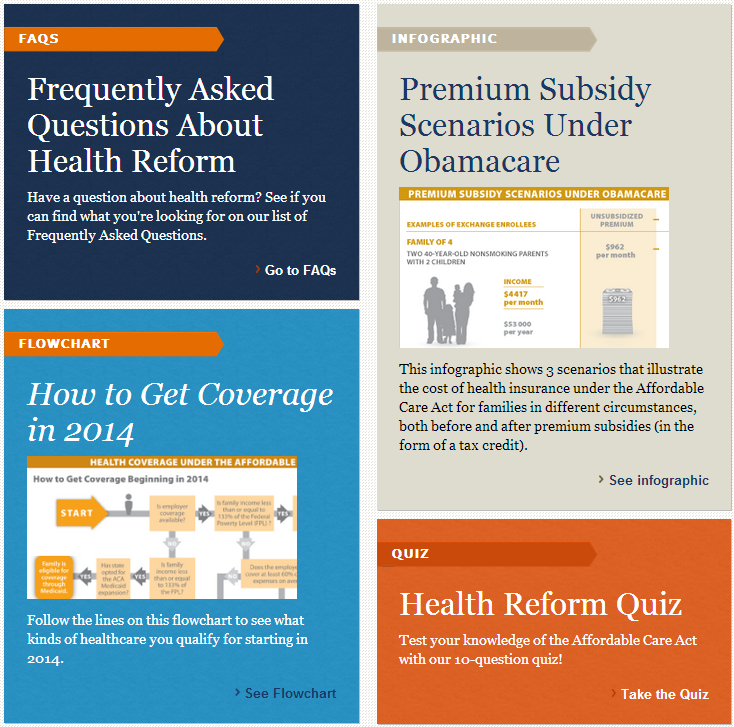 FAQS
Frequently Asked
Questions About
Health Reform
Have a question about health reform? See if you
can find what you're looking for on our list of
Frequently Asked Questions.
› Go to FAQs
FLOWCHART
How to Get Coverage
in 2014
HEALTH COVERAGE UNDER THE AFFORDABLE
How to Get Coverage Beginning in 2014
START
Is employer
coverage
available?
YES
Is family income less
than or equal to
133% of the Federal
Poverty Level (FPL) ?
YES
NO
NO
Family is
eligible for
coverage
through
Medicaid.
YES
Has state
opted for
the ACA
Medicaid
expansion?
YES
Is family
income less
than or equal
to 133% of
the FPL?
NO
Does the employe
cover at least 60% o
expenses on aver
Follow the lines on this flowchart to see what
kinds of healthcare you qualify for starting in
2014.
› See Flowchart
INFOGRAPHIC
Premium Subsidy
Scenarios Under
Obamacare
PREMIUM SUBSIDY SCENARIOS UNDER OBAMACARE
EXAMPLES OF EXCHANGE ENROLLEES
UNSUBSIDIZED
PREMIUM
FAMILY OF 4
TWO 40-YEAR-OLD NONSMOKING PARENTS
WITH 2 CHILDREN
$962
per month
INCOME
$4417
per month
$53 000
per year
$962
This infographic shows 3 scenarios that illustrate
the cost of health insurance under the Affordable
Care Act for families in different circumstances,
both before and after premium subsidies (in the
form of a tax credit).
› See infographic
QUIZ
Health Reform Quiz
Test your knowledge of the Affordable Care Act
with our 10-question quiz!
› Take the Quiz